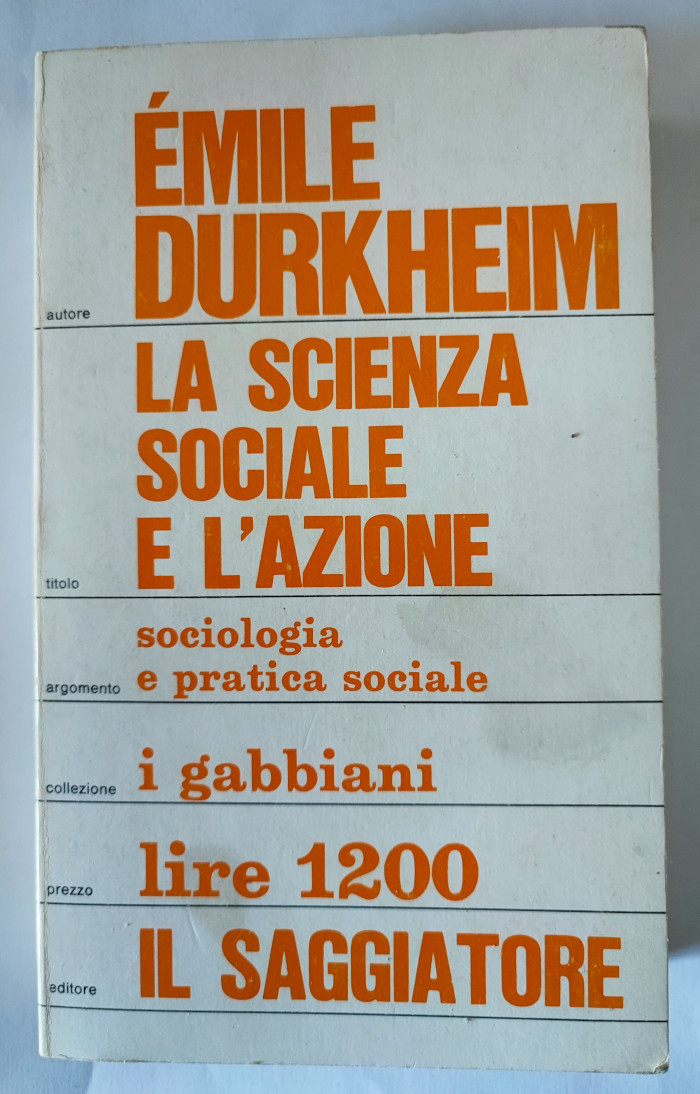 ÉMILE
DURKHEIM
autore
LA SCIENZA
SOCIALE
E L'AZIONE
titolo
sociologia
e pratica sociale
argomento
i gabbiani
collezione
lire 1200
prezzo
IL SAGGIATORE
editore